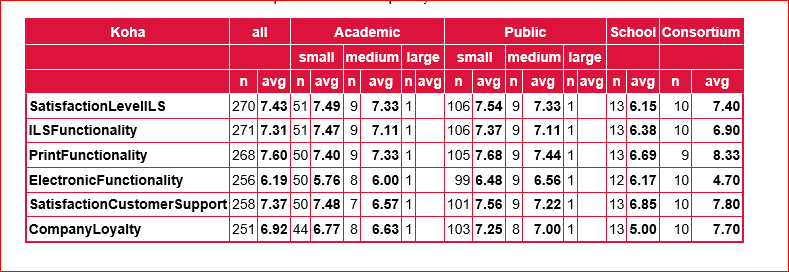 Koha all Academic Public School Consortium
small medium large small medium large
n avg n avg n avg n avg n avg n avg n avg n avg n avg
SatisfactionLevelILS 270 7.43 51 7.49 9 7.33 1 106 7.54 9 7.33 1 13 6.15 10 7.40
ILSFunctionality 271 7.31 51 7.47 9 7.11 1 106 7.37 9 7.11 1 13 6.38 10 6.90
PrintFunctionality 268 7.60 50 7.40 9 7.33 1 105 7.68 9 7.44 1 13 6.69 9 8.33
ElectronicFunctionality 256 6.19 50 5.76 8 6.00 1 99 6.48 9 6.56 1 12 6.17 10 4.70
SatisfactionCustomerSupport 258 7.37 50 7.48 7 6.57 1 101 7.56 9 7.22 1 13 6.85 10 7.80
CompanyLoyalty 251 6.92 44 6.77 8 6.63 1 103 7.25 8 7.00 1 13 5.00 10 7.70